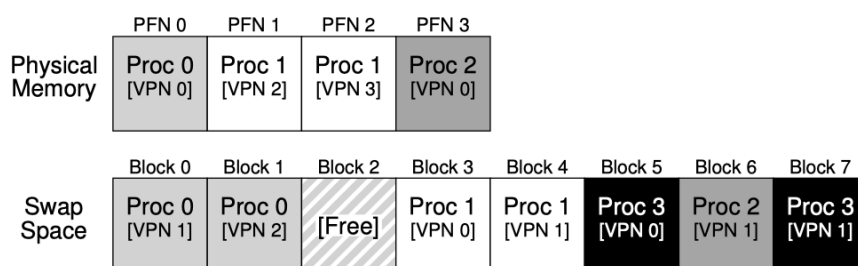 PFN 0 PFN 1 PFN 2 PFN 3
Physical Memory
Proc 0 Proc 1 Proc 1 Proc 2
[VPN 0] [VPN 2] [VPN 3] [VPN 0]
Block 0 Block 1 Block 2 Block 3 Block 4 Block 5 Block 6 Block 7
Swap Space
Proc 0 Proc 0 [Free] Proc 1 Proc 1 Proc 3 Proc 2 Proc 3
[VPN 1] [VPN 2] [VPN 0] [VPN 1] [VPN 0] [VPN 1] [VPN 1]